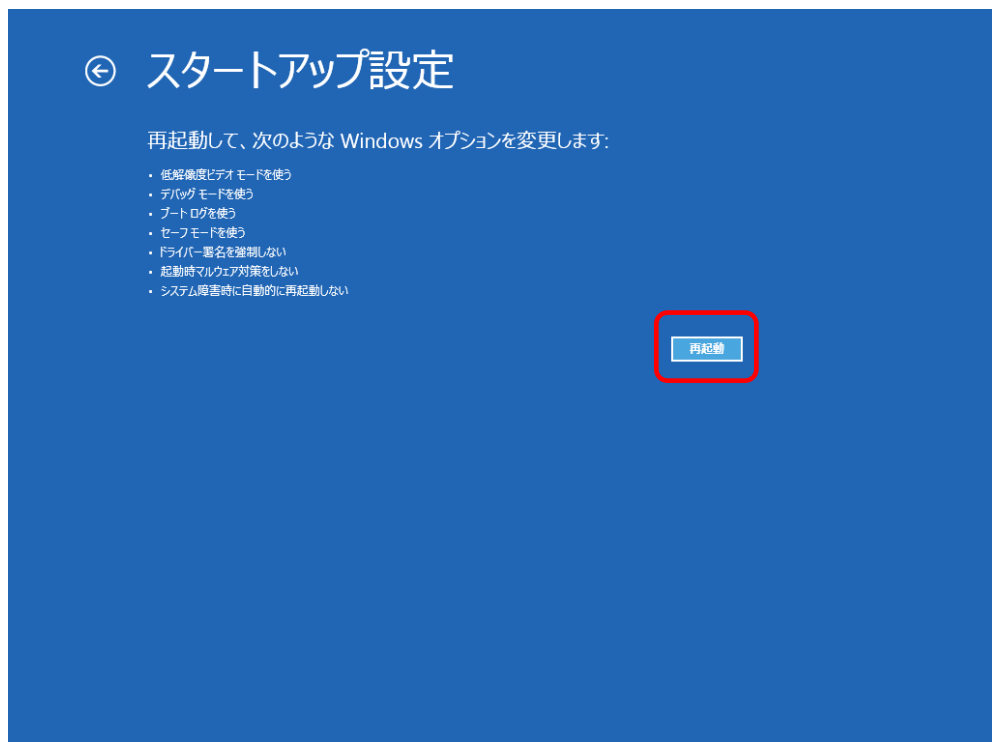 スタートアップ設定
再起動して、次のような Windows オプションを変更します:
• 低解像度ビデオ モードを使う
• デバッグ モードを使う
• ブート ログを使う
• セーフ モードを使う
• ドライバー署名を強制しない
• 起動時マルウェア対策をしない
• システム障害時に自動的に再起動しない
再起動